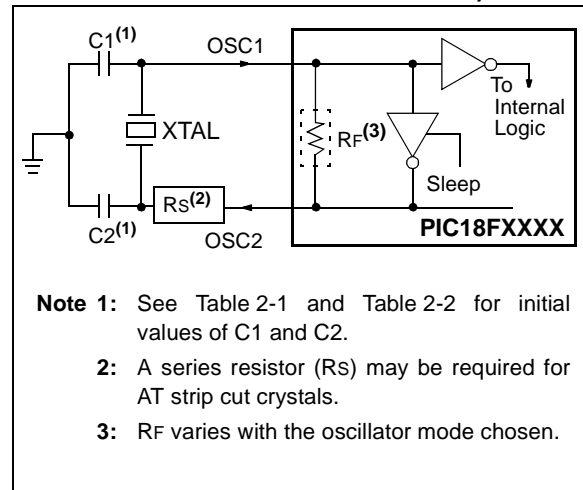 C1(1)
OSC1
To
Internal
Logic
XTAL
RF(3)
Sleep
RS(2)
C2(1)
OSC2
PIC18FXXXX
Note 1: See Table 2-1 and Table 2-2 for initial
values of C1 and C2.
2: A series resistor (RS) may be required for
AT strip cut crystals.
3: RF varies with the oscillator mode chosen.